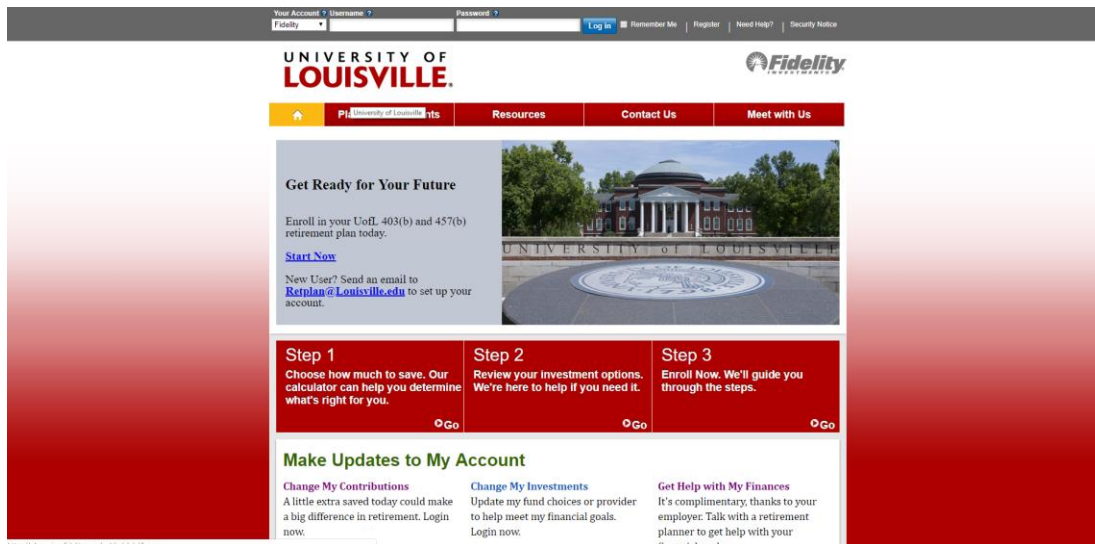 Your Account ? Username ? Password ?
Fidelity Log in Remember Me | Register | Need Help? | Security Notice
UNIVERSITY OF
LOUISVILLE.
Fidelity
INVESTMENTS
Resources Contact Us Meet with Us
University of Louisville
Get Ready for Your Future
Enroll in your UofL 403(b) and 457(b)
retirement plan today.
Start Now
New User? Send an email to
Retplan@Louisville.edu to set up your
account.
UNIVERSITY of LOUISVILLE
Step 1
Choose how much to save. Our
calculator can help you determine
what's right for you.
Go
Step 2
Review your investment options.
We're here to help if you need it.
Go
Step 3
Enroll Now. We'll guide you
through the steps.
Go
Make Updates to My Account
Change My Contributions
A little extra saved today could make
a big difference in retirement. Login
now.
Change My Investments
Update my fund choices or provider
to help meet my financial goals.
Login now.
Get Help with My Finances
It's complimentary, thanks to your
employer. Talk with a retirement
planner to get help with your